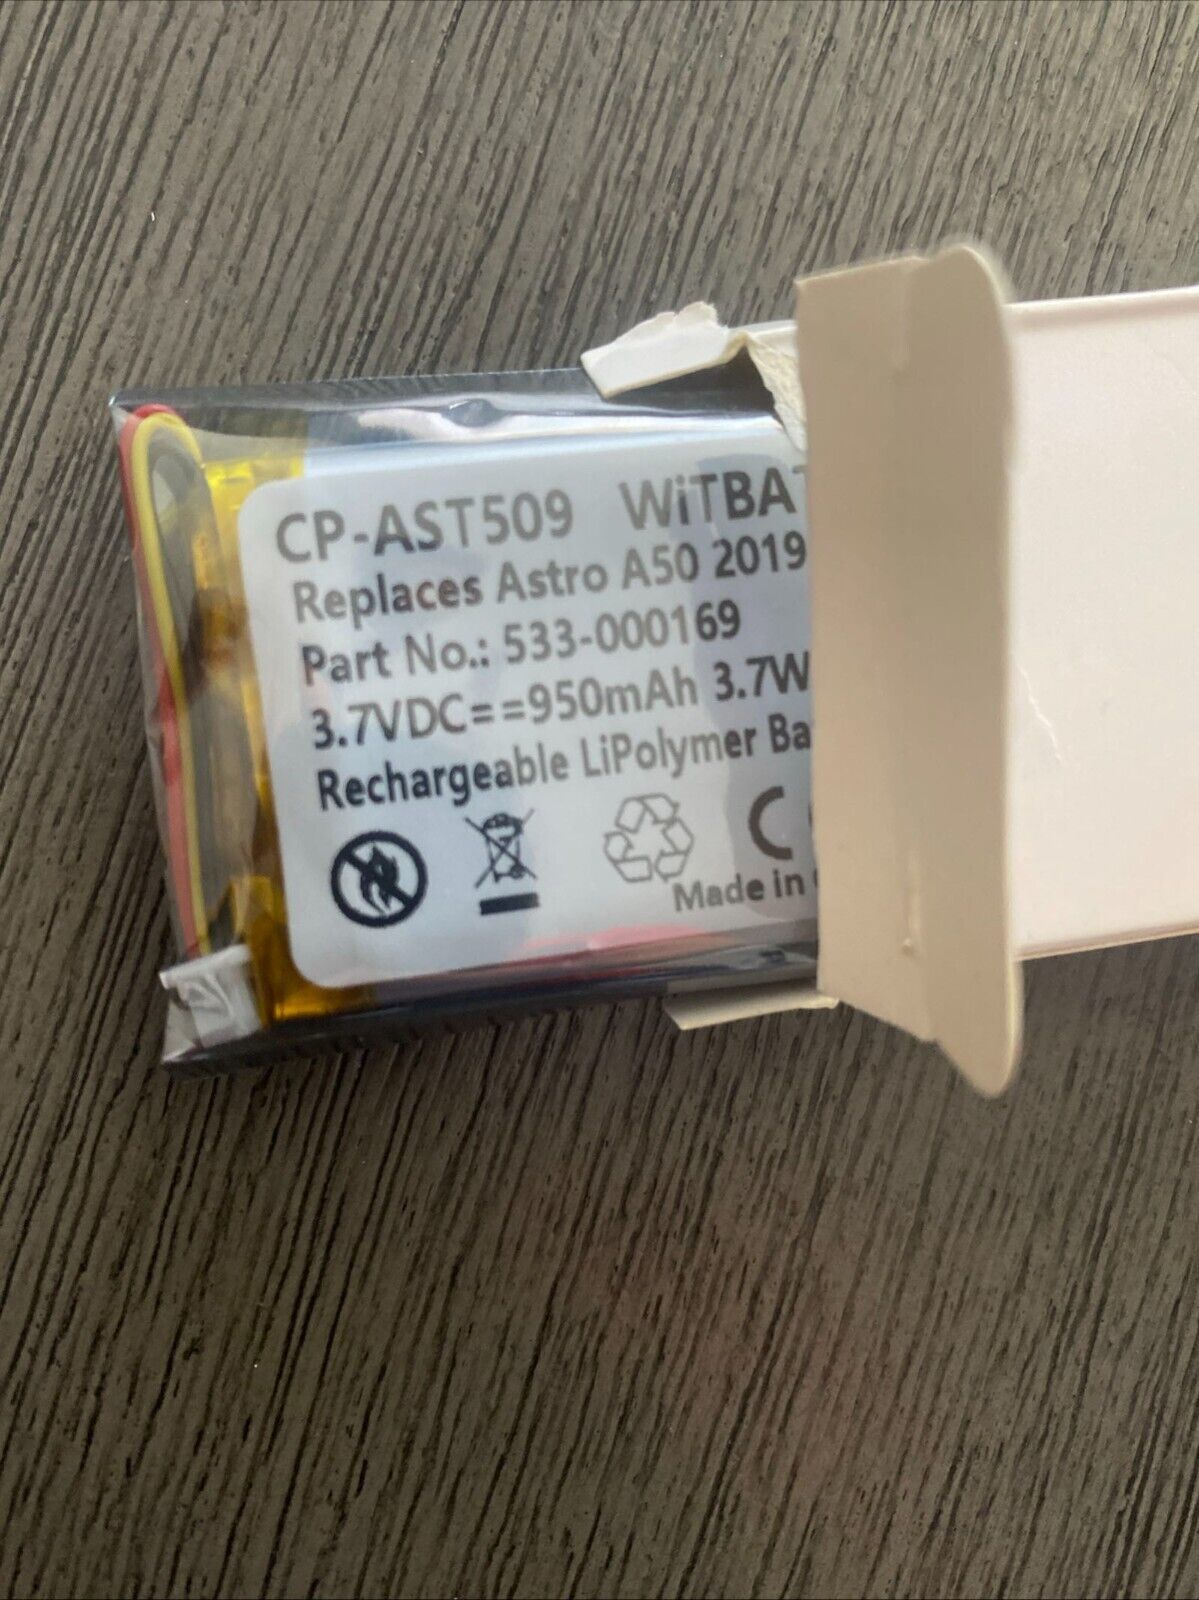 CP-AST509 WiTBAT
Replaces Astro A50 2019
Part No.: 533-000169
3.7VDC==950mAh 3.7W
Rechargeable LiPolymer Ba
Made in